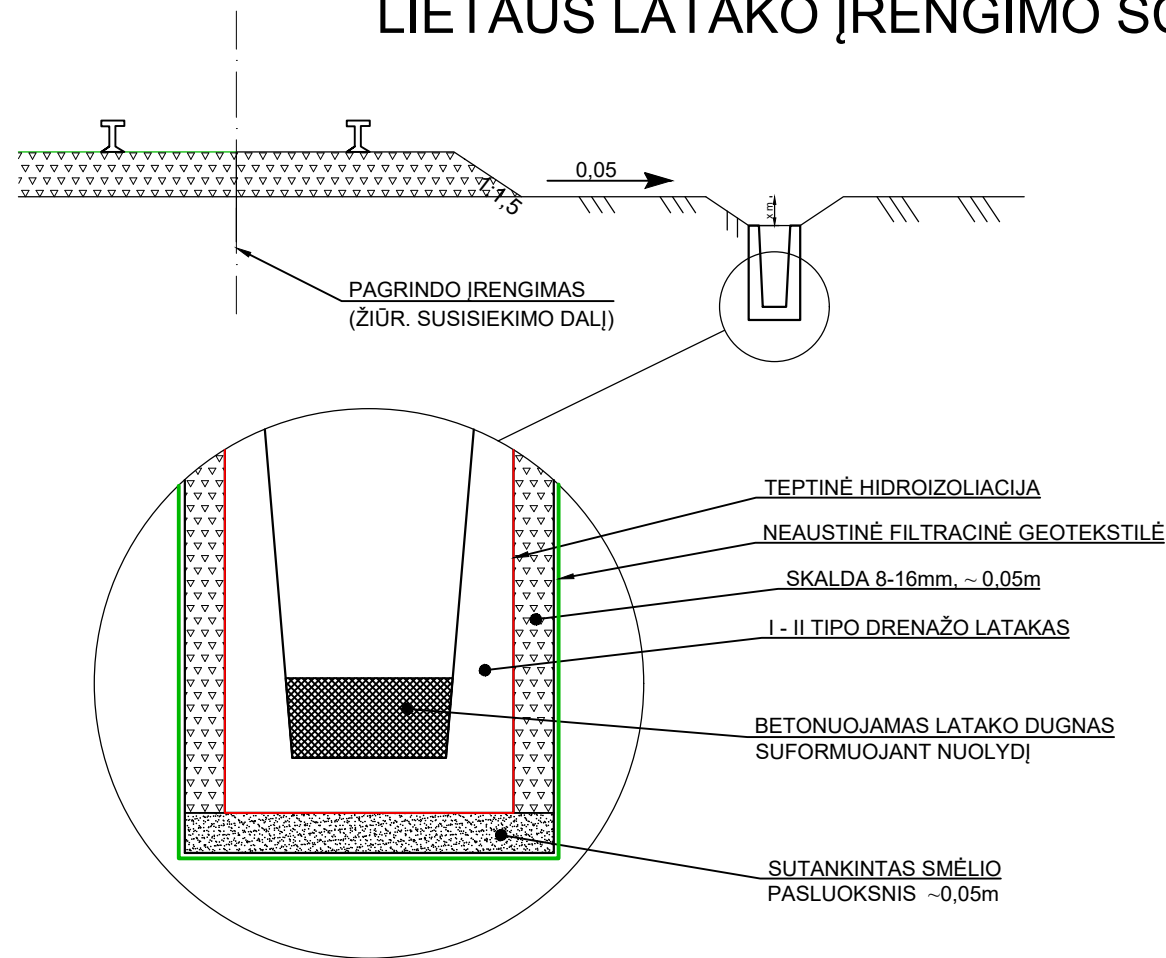 LIETAUS LATAKO ĮRENGIMO
0,05
1:1,5
x m
PAGRINDO ĮRENGIMAS
(ŽIŪR. SUSISIEKIMO DALĮ)
TEPTINĖ HIDROIZOLIACIJA
NEAUSTINĖ FILTRACINĖ GEOTEKSTILĖ
SKALDA 8-16mm, ~ 0,05m
I - II TIPO DRENAŽO LATAKAS
BETONUOJAMAS LATAKO DUGNAS
SUFORMUOJANT NUOLYDĮ
SUTANKINTAS SMĖLIO
PASLUOKSNIS ~0,05m